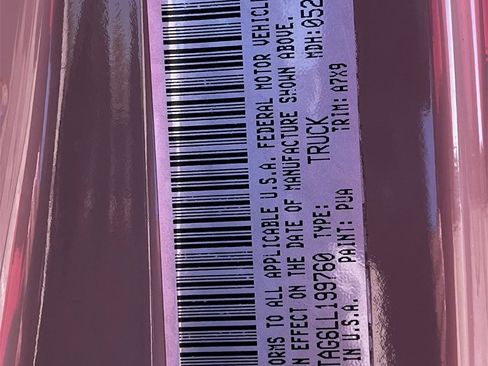 ORMS TO ALL APPLICABLE U.S.A. FEDERAL MOTOR VEHICLE
N EFFECT ON THE DATE OF MANUFACTURE SHOWN ABOVE.
TAG6LL199760 TYPE: TRUCK MDH:052
IN U.S.A. PAINT: PUA TRIM: A7X9